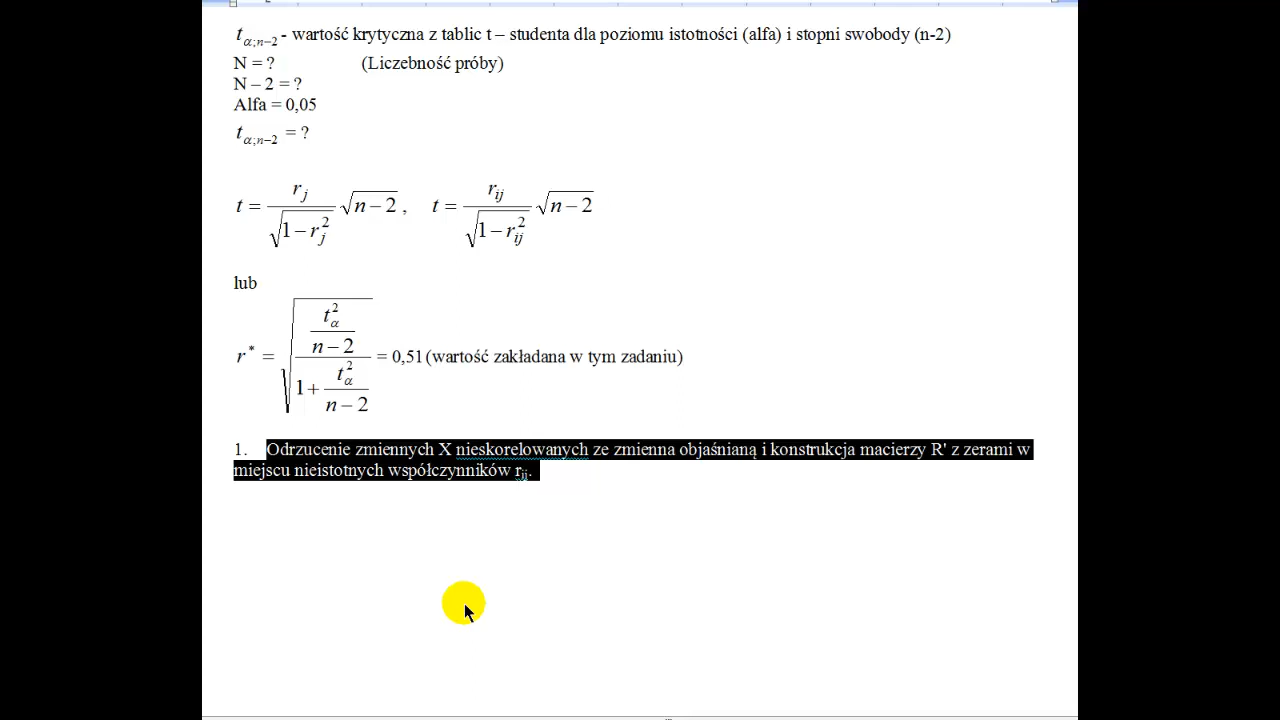 t α;n−2 - wartość krytyczna z tablic t – studenta dla poziomu istotności (alfa) i stopni swobody (n-2)
N = ? (Liczebność próby)
N – 2 = ?
Alfa = 0,05
t α;n−2 = ?
t = r_j / √(1 − r_j²) √(n − 2) , t = r_ij / √(1 − r_ij²) √(n − 2)
lub
r* = √((t_α² / (n − 2)) / (1 + t_α² / (n − 2))) = 0,51 (wartość zakładana w tym zadaniu)
1. Odrzucenie zmiennych X nieskorelowanych ze zmienna objaśnianą i konstrukcja macierzy R' z zerami w
miejscu nieistotnych współczynników r_ij.